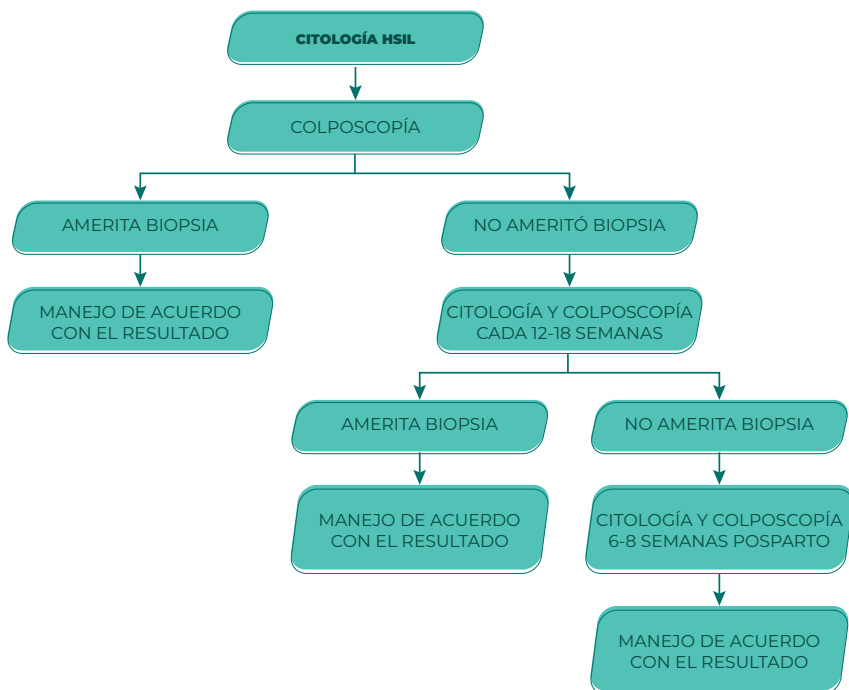 CITOLOGÍA HSIL
COLPOSCOPÍA
AMERITA BIOPSIA
NO AMERITÓ BIOPSIA
MANEJO DE ACUERDO
CON EL RESULTADO
CITOLOGÍA Y COLPOSCOPÍA
CADA 12-18 SEMANAS
AMERITA BIOPSIA
NO AMERITA BIOPSIA
MANEJO DE ACUERDO
CON EL RESULTADO
CITOLOGÍA Y COLPOSCOPÍA
6-8 SEMANAS POSPARTO
MANEJO DE ACUERDO
CON EL RESULTADO